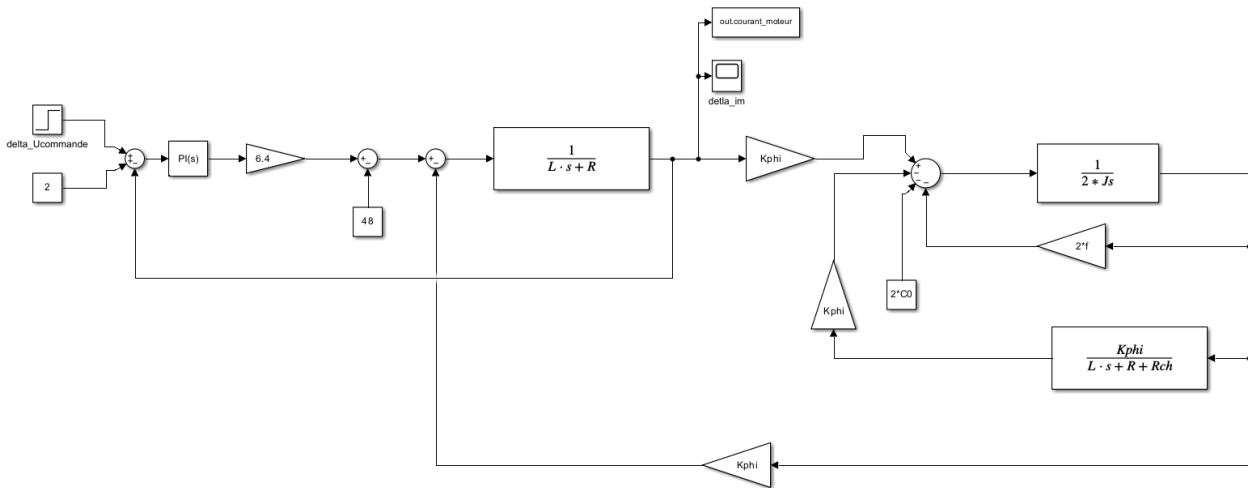 out.courant_moteur
detla_im
delta_Ucommande
2
PI(s)
6.4
+
-
48
+
-
1
L · s + R
Kphi
+
-
-
-
1
2 * Js
2*f
2*C0
Kphi
Kphi
L · s + R + Rch
Kphi